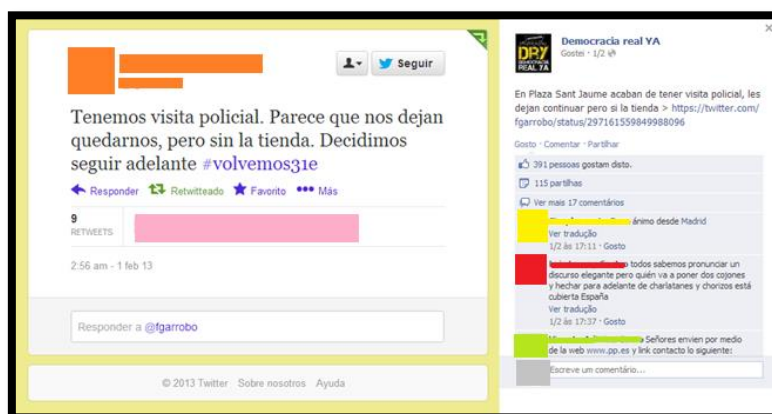 Seguir
Tenemos visita policial. Parece que nos dejan
quedarnos, pero sin la tienda. Decidimos
seguir adelante #volvemos31e
Responder Retwitteado Favorito Más
9
RETWEETS
2:56 am - 1 feb 13
Responder a @fgarrobo
© 2013 Twitter Sobre nosotros Ayuda
DRY
DEMOCRACIA
REAL YA
Democracia real YA
Gostei · 1/2
En Plaza Sant Jaume acaban de tener visita policial, les
dejan continuar pero si la tienda > https://twitter.com/
fgarrobo/status/297161559849988096
Gosto · Comentar · Partilhar
391 pessoas gostam disto.
115 partilhas
Ver mais 17 comentários
ánimo desde Madrid
Ver tradução
1/2 às 17:11 · Gosto
todos sabemos pronunciar un
discurso elegante pero quién va a poner dos cojones
y hechar para adelante de charlatanes y chorizos está
cubierta España
Ver tradução
1/2 às 17:37 · Gosto
Señores envien por medio
de la web www.pp.es y link contacto lo siguiente:
Escreve um comentário...